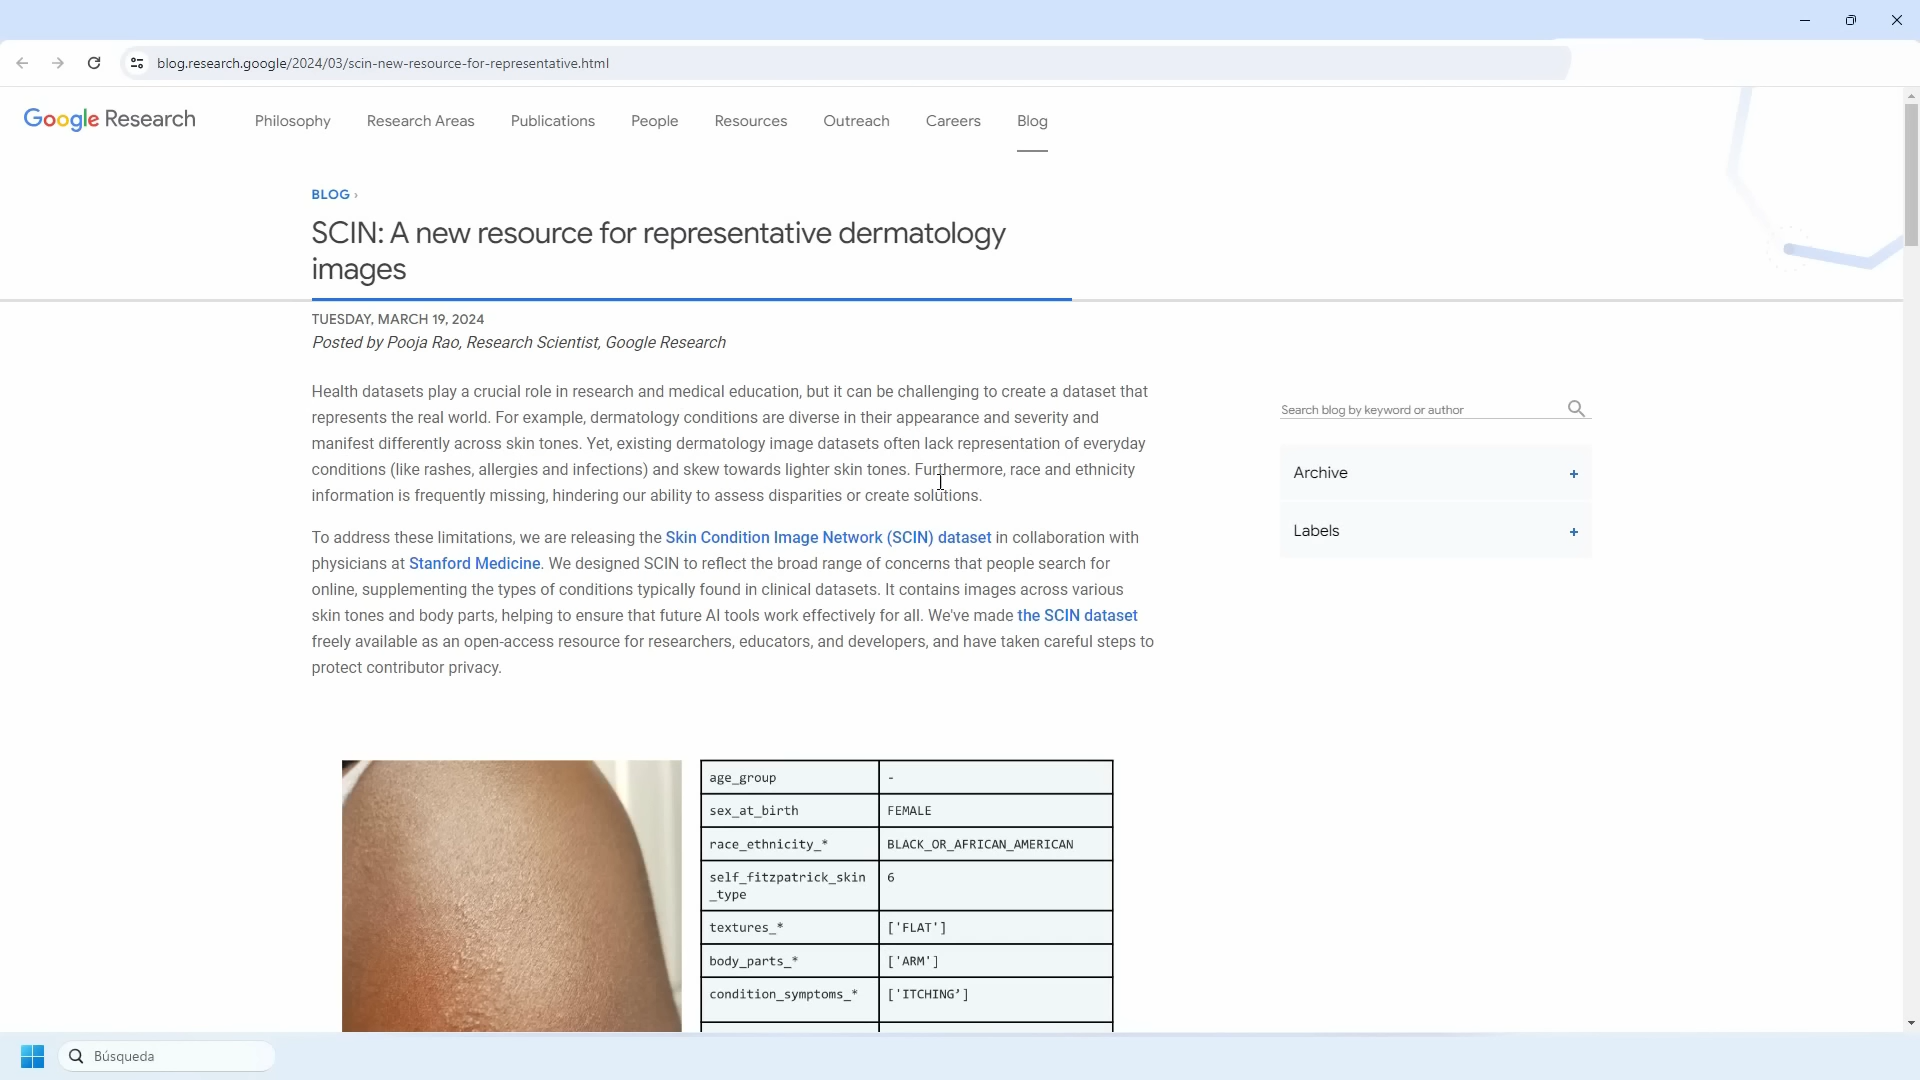 blog.research.google/2024/03/scin-new-resource-for-representative.html
Google Research
Philosophy
Research Areas
Publications
People
Resources
Outreach
Careers
Blog
BLOG ›
SCIN: A new resource for representative dermatology
images
TUESDAY, MARCH 19, 2024
Posted by Pooja Rao, Research Scientist, Google Research
Health datasets play a crucial role in research and medical education, but it can be challenging to create a dataset that
represents the real world. For example, dermatology conditions are diverse in their appearance and severity and
manifest differently across skin tones. Yet, existing dermatology image datasets often lack representation of everyday
conditions (like rashes, allergies and infections) and skew towards lighter skin tones. Furthermore, race and ethnicity
information is frequently missing, hindering our ability to assess disparities or create solutions.
To address these limitations, we are releasing the Skin Condition Image Network (SCIN) dataset in collaboration with
physicians at Stanford Medicine. We designed SCIN to reflect the broad range of concerns that people search for
online, supplementing the types of conditions typically found in clinical datasets. It contains images across various
skin tones and body parts, helping to ensure that future AI tools work effectively for all. We've made the SCIN dataset
freely available as an open-access resource for researchers, educators, and developers, and have taken careful steps to
protect contributor privacy.
Search blog by keyword or author
Archive +
Labels +
age_group -
sex_at_birth FEMALE
race_ethnicity_* BLACK_OR_AFRICAN_AMERICAN
self_fitzpatrick_skin 6
_type
textures_* ['FLAT']
body_parts_* ['ARM']
condition_symptoms_* ['ITCHING’]
Búsqueda